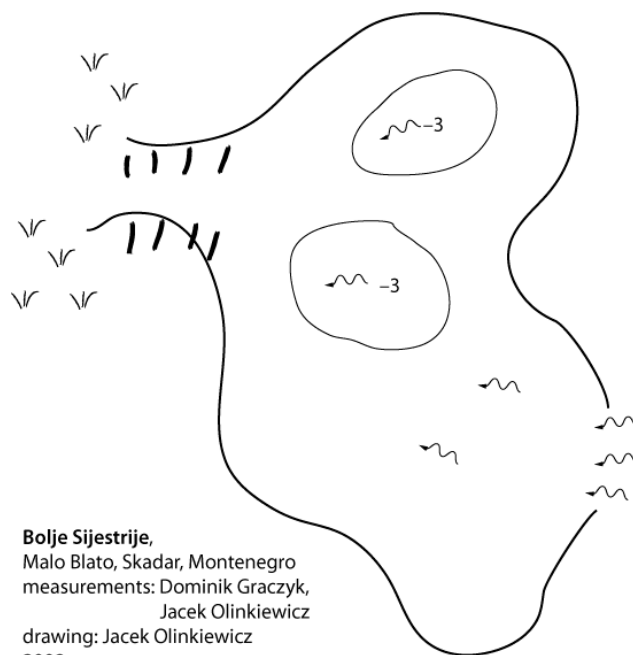 –3
–3
Bolje Sijestrije,
Malo Blato, Skadar, Montenegro
measurements: Dominik Graczyk,
Jacek Olinkiewicz
drawing: Jacek Olinkiewicz